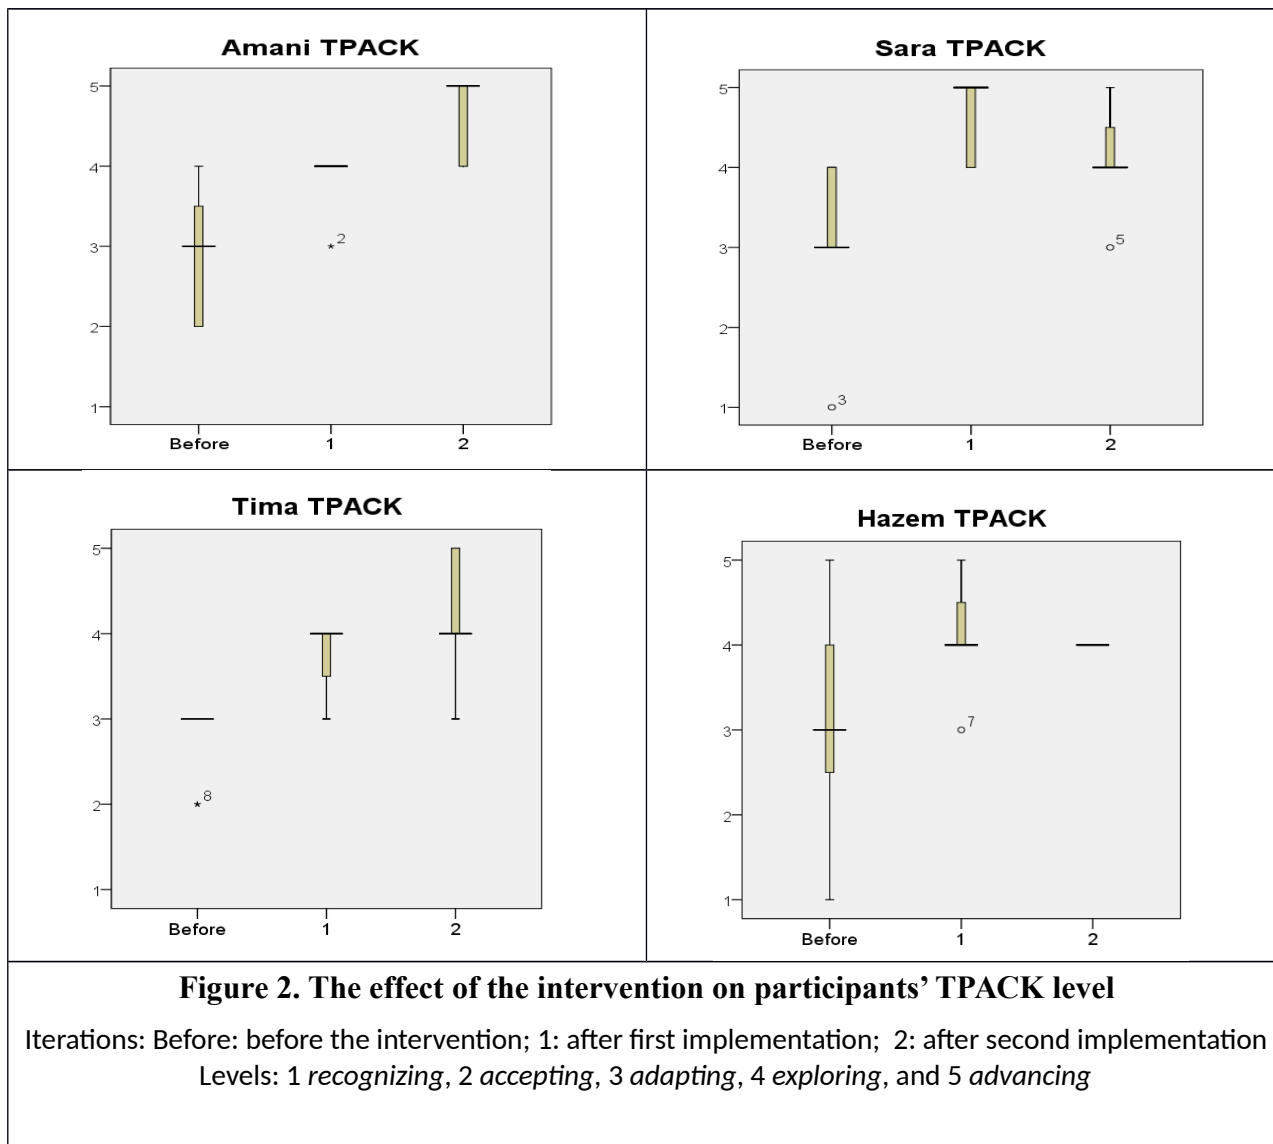 Amani TPACK
5
4
3
2
1
2
Before 1 2
Sara TPACK
5
4
3
2
1
3
5
Before 1 2
Tima TPACK
5
4
3
2
1
8
Before 1 2
Hazem TPACK
5
4
3
2
1
7
Before 1 2
Figure 2. The effect of the intervention on participants’ TPACK level
Iterations: Before: before the intervention; 1: after first implementation; 2: after second implementation
Levels: 1 recognizing, 2 accepting, 3 adapting, 4 exploring, and 5 advancing